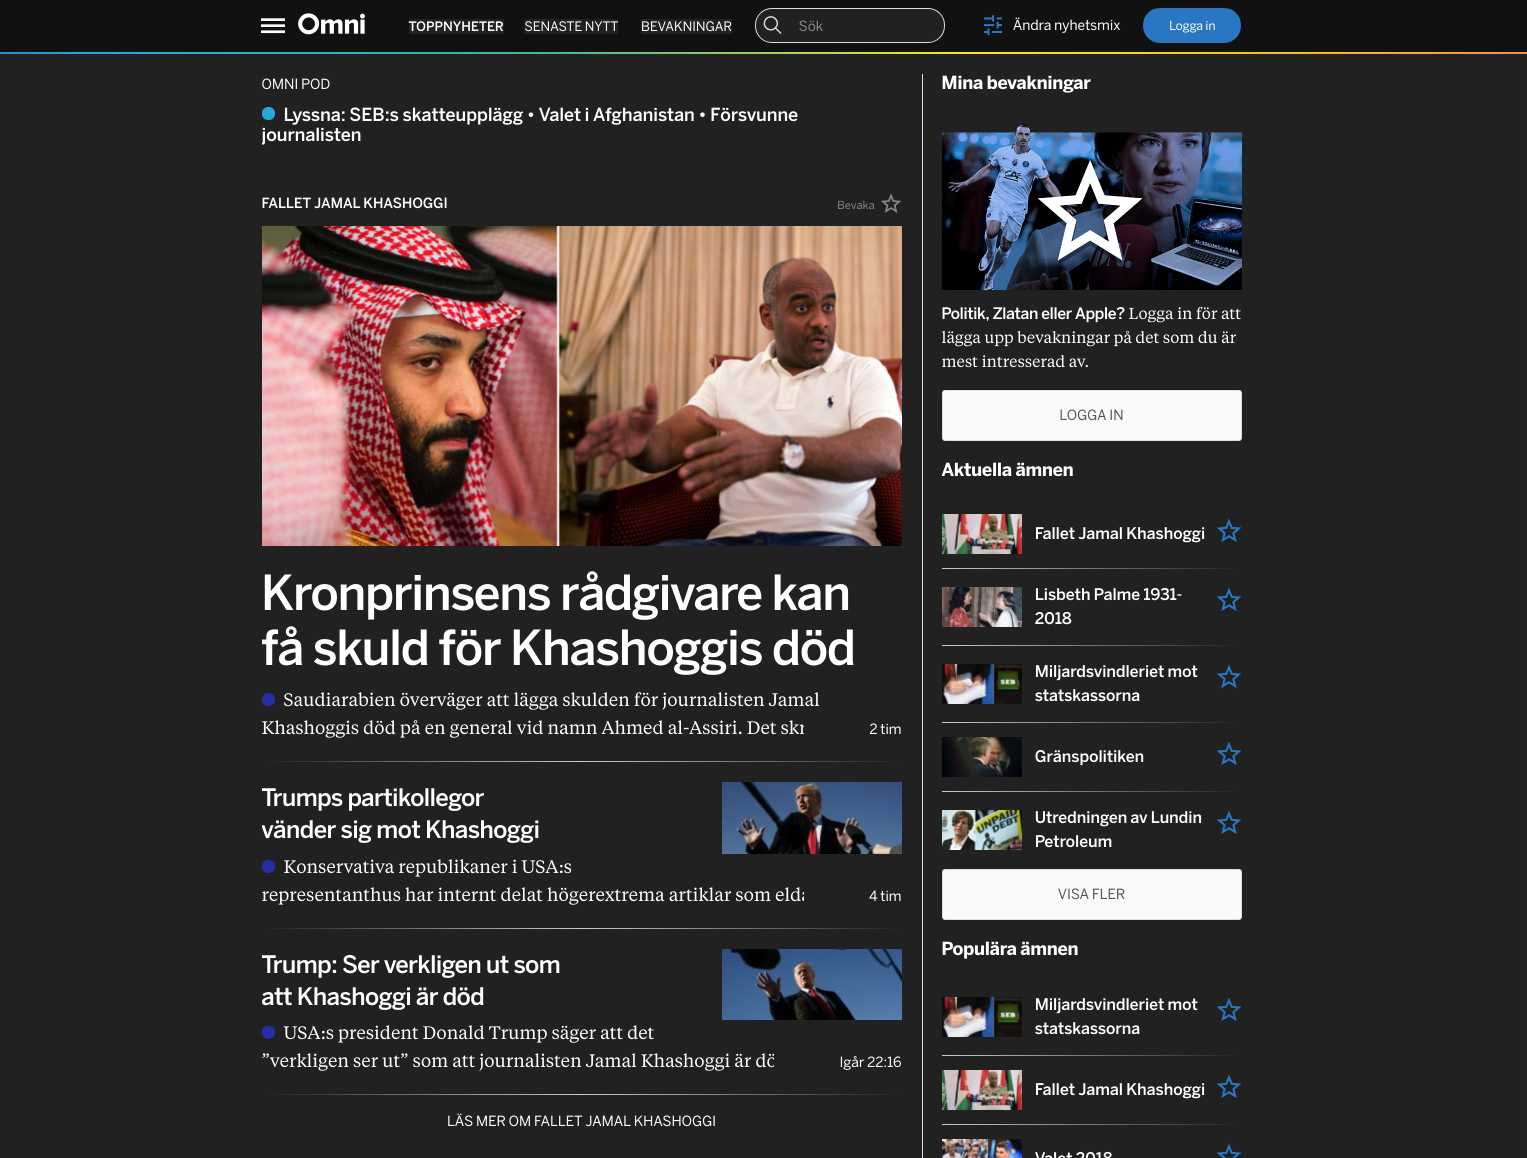 Omni
TOPPNYHETER
SENASTE NYTT
BEVAKNINGAR
Sök
Ändra nyhetsmix
Logga in
OMNI POD
Lyssna: SEB:s skatteupplägg • Valet i Afghanistan • Försvunne
journalisten
FALLET JAMAL KHASHOGGI
Bevaka
Kronprinsens rådgivare kan
få skuld för Khashoggis död
Saudiarabien överväger att lägga skulden för journalisten Jamal
Khashoggis död på en general vid namn Ahmed al-Assiri. Det
2 tim
Trumps partikollegor
vänder sig mot Khashoggi
Konservativa republikaner i USA:s
representanthus har internt delat högerextrema artiklar som
4 tim
Trump: Ser verkligen ut som
att Khashoggi är död
USA:s president Donald Trump säger att det
”verkligen ser ut” som att journalisten Jamal Khashoggi är
Igår 22:16
LÄS MER OM FALLET JAMAL KHASHOGGI
Mina bevakningar
Politik, Zlatan eller Apple? Logga in för att
lägga upp bevakningar på det som du är
mest intresserad av.
LOGGA IN
Aktuella ämnen
Fallet Jamal Khashoggi
Lisbeth Palme 1931-
2018
SEB
Miljardsvindleriet mot
statskassorna
Gränspolitiken
UNPAID
DEBT
Utredningen av Lundin
Petroleum
VISA FLER
Populära ämnen
SEB
Miljardsvindleriet mot
statskassorna
Fallet Jamal Khashoggi
Valet 2018